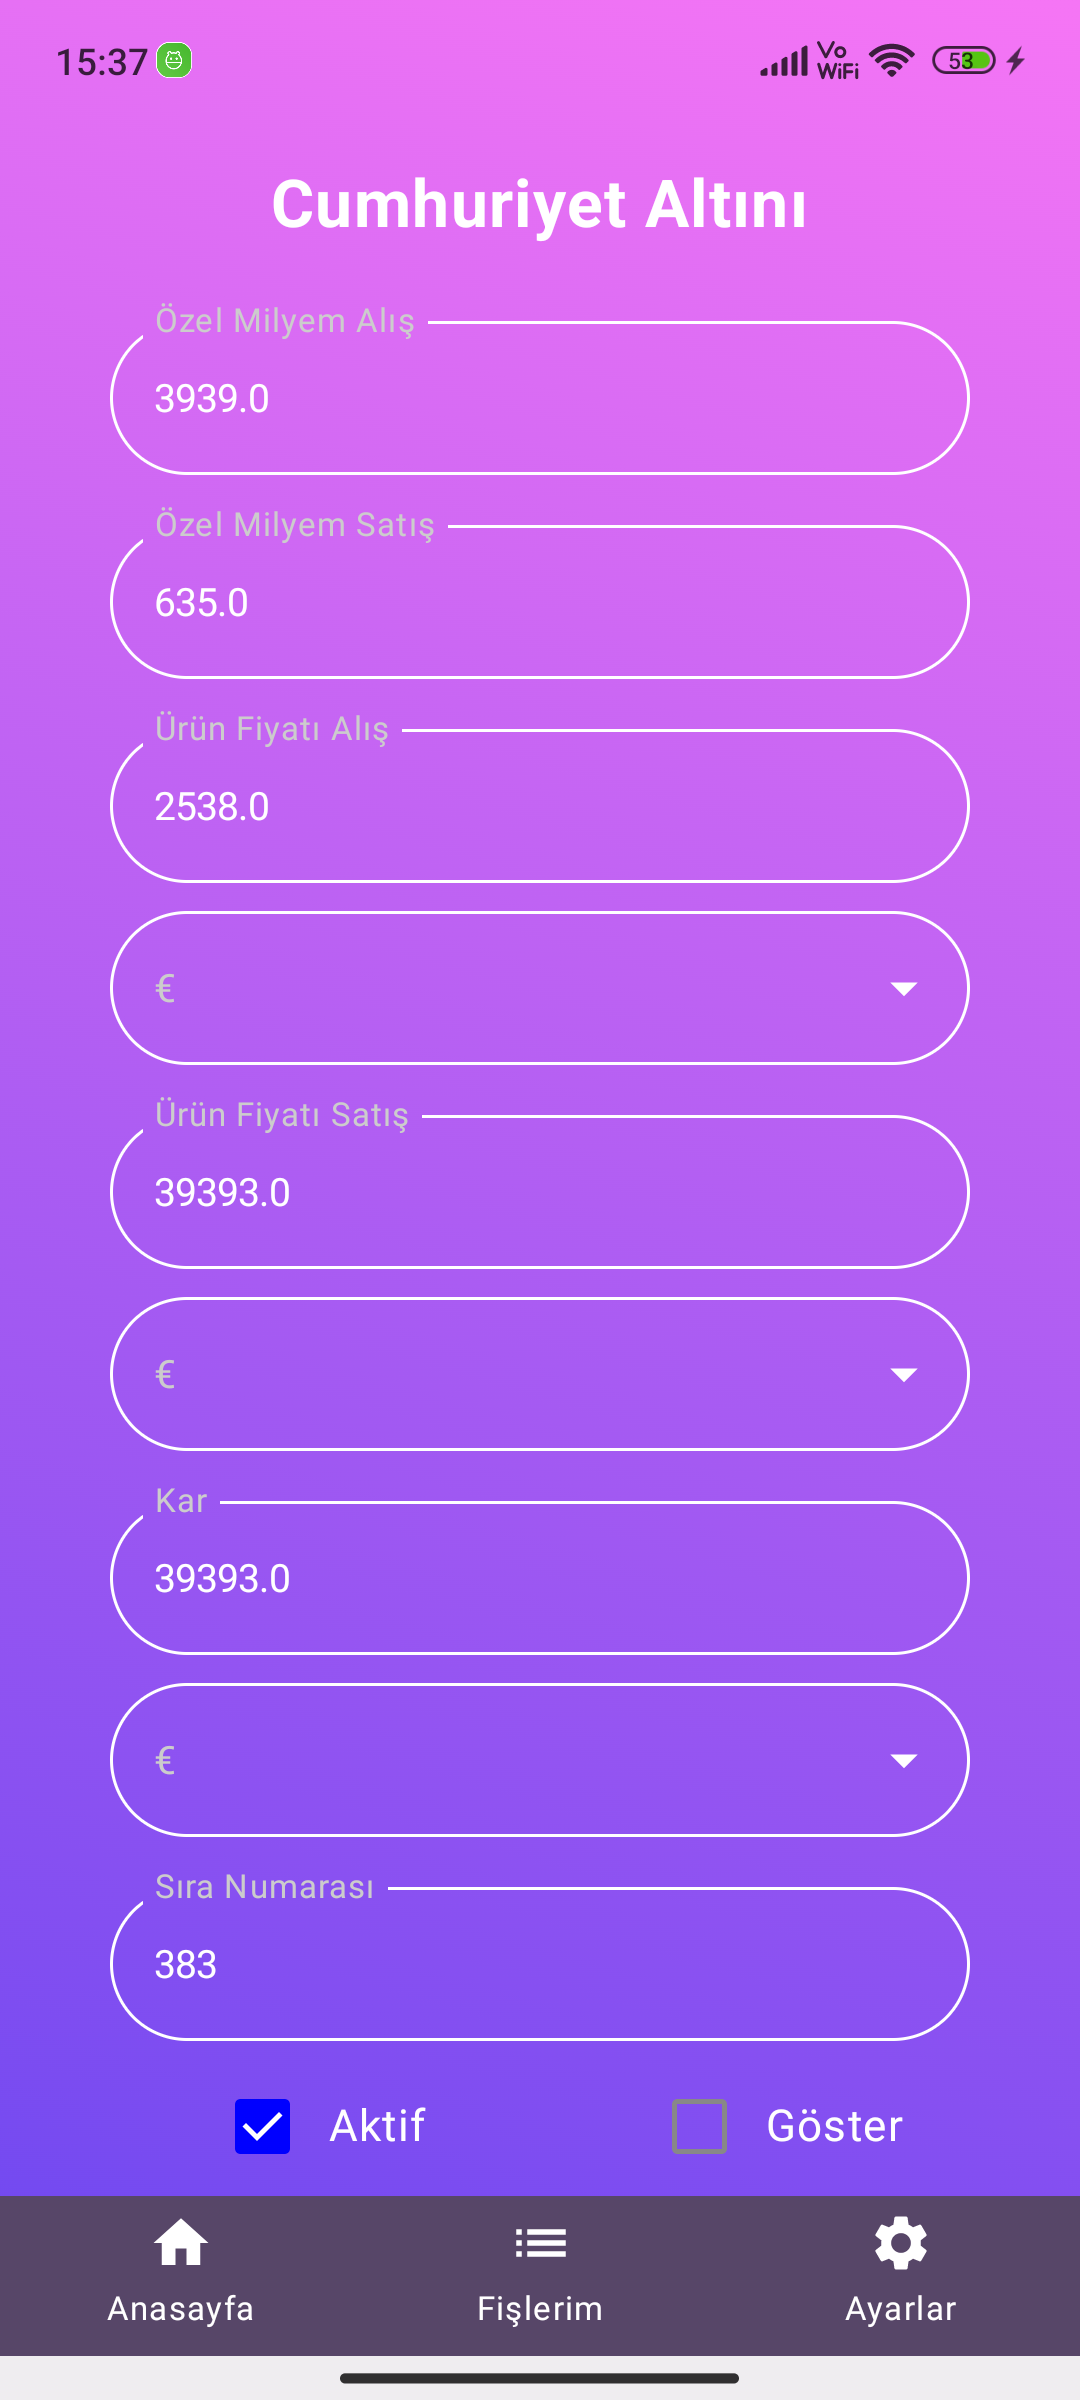 15:37
Vo
WiFi
53
Cumhuriyet Altını
Özel Milyem Alış
3939.0
Özel Milyem Satış
635.0
Ürün Fiyatı Alış
2538.0
€
Ürün Fiyatı Satış
39393.0
€
Kar
39393.0
€
Sıra Numarası
383
Aktif
Göster
Anasayfa
Fişlerim
Ayarlar